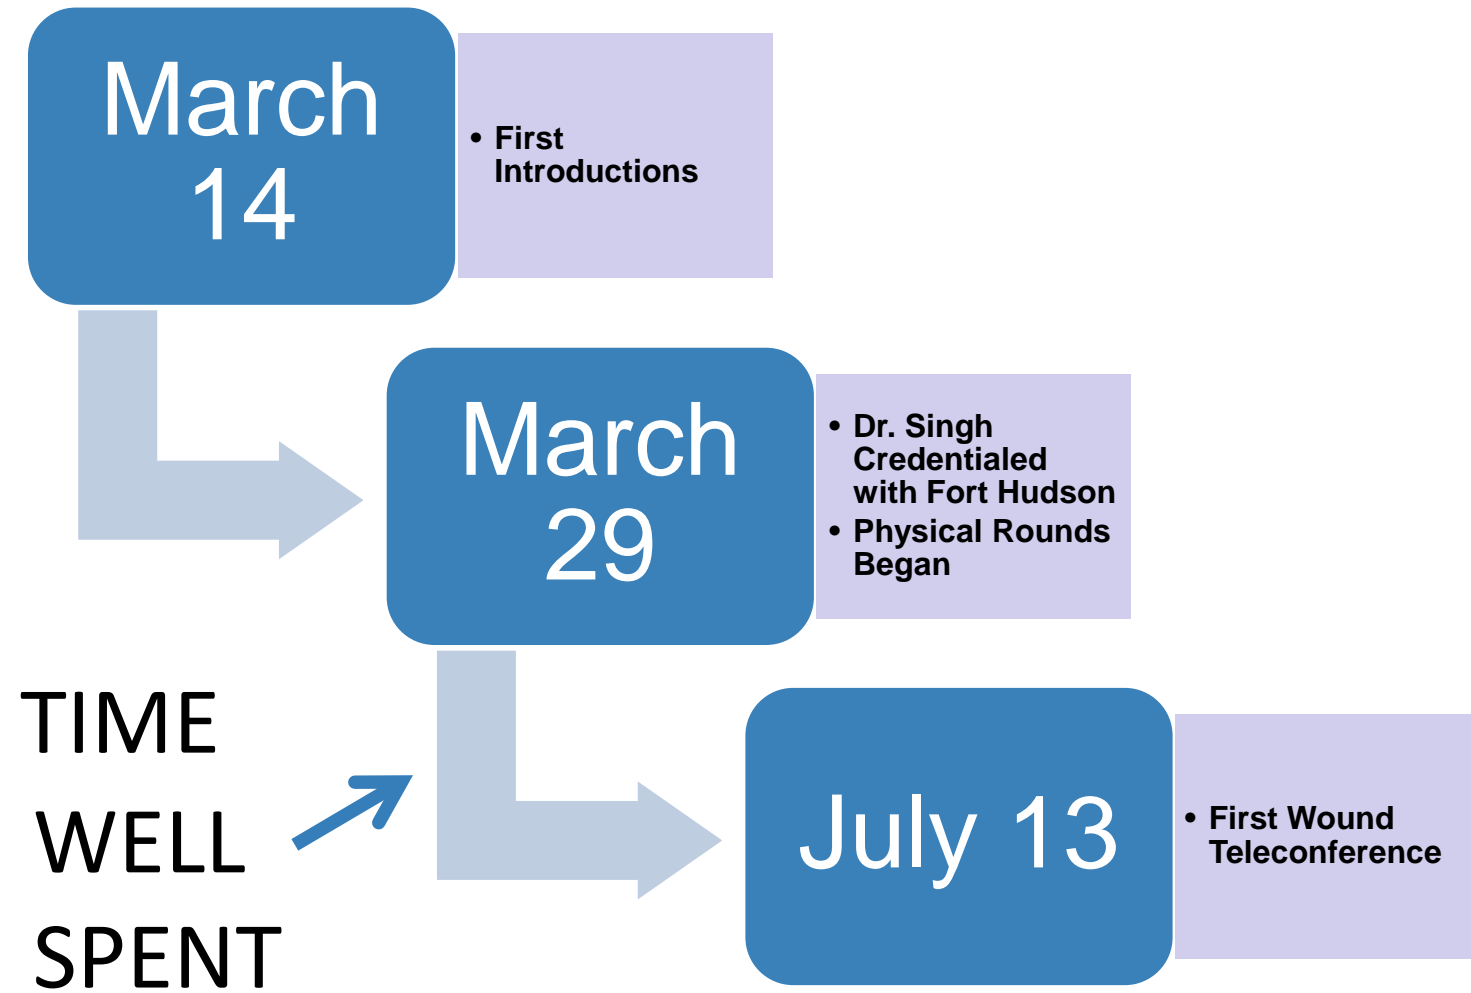 March
14
• First
Introductions
March
29
• Dr. Singh
Credentialed
with Fort Hudson
• Physical Rounds
Began
TIME
WELL
SPENT
July 13
• First Wound
Teleconference